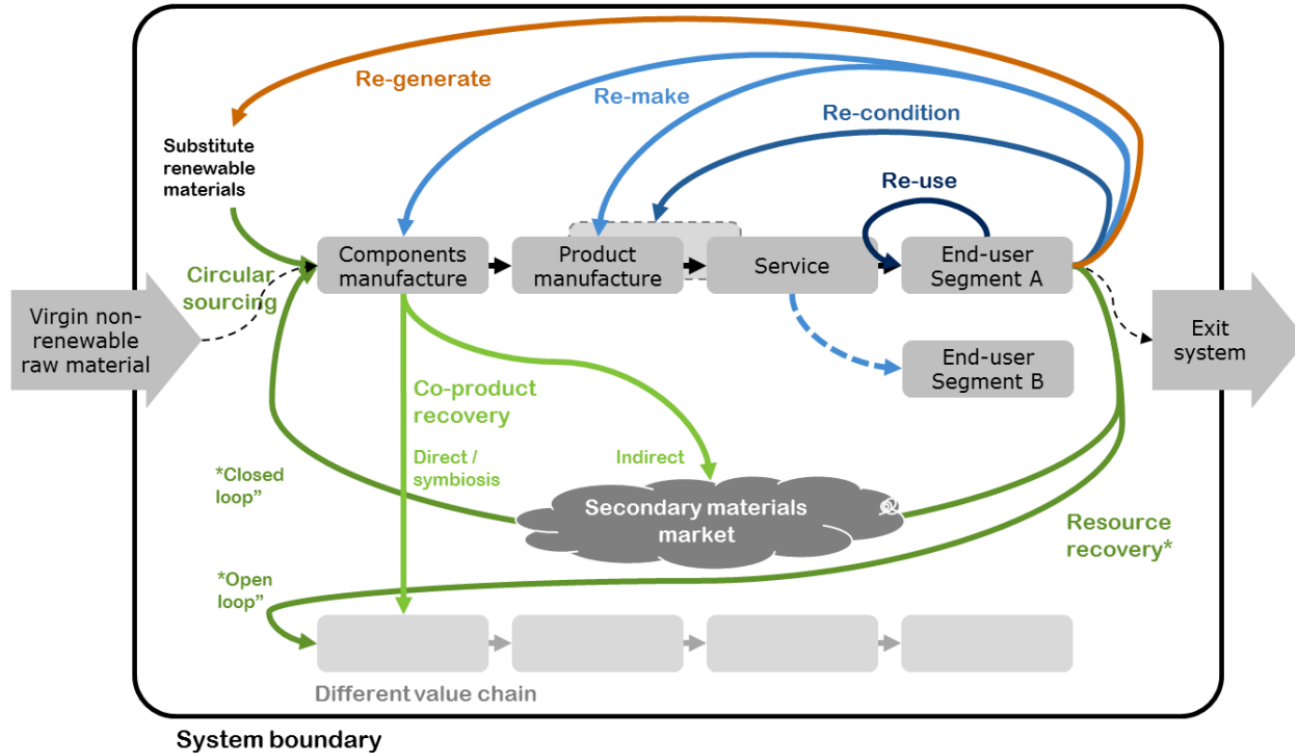 Re-generate
Re-make
Re-condition
Substitute
renewable
materials
Re-use
Circular
sourcing
Components
manufacture
Product
manufacture
Service
End-user
Segment A
Virgin non-
renewable
raw material
Exit
system
End-user
Segment B
Co-product
recovery
Direct /
symbiosis
Indirect
*Closed
loop”
Secondary materials
market
Resource
recovery*
*Open
loop”
Different value chain
System boundary